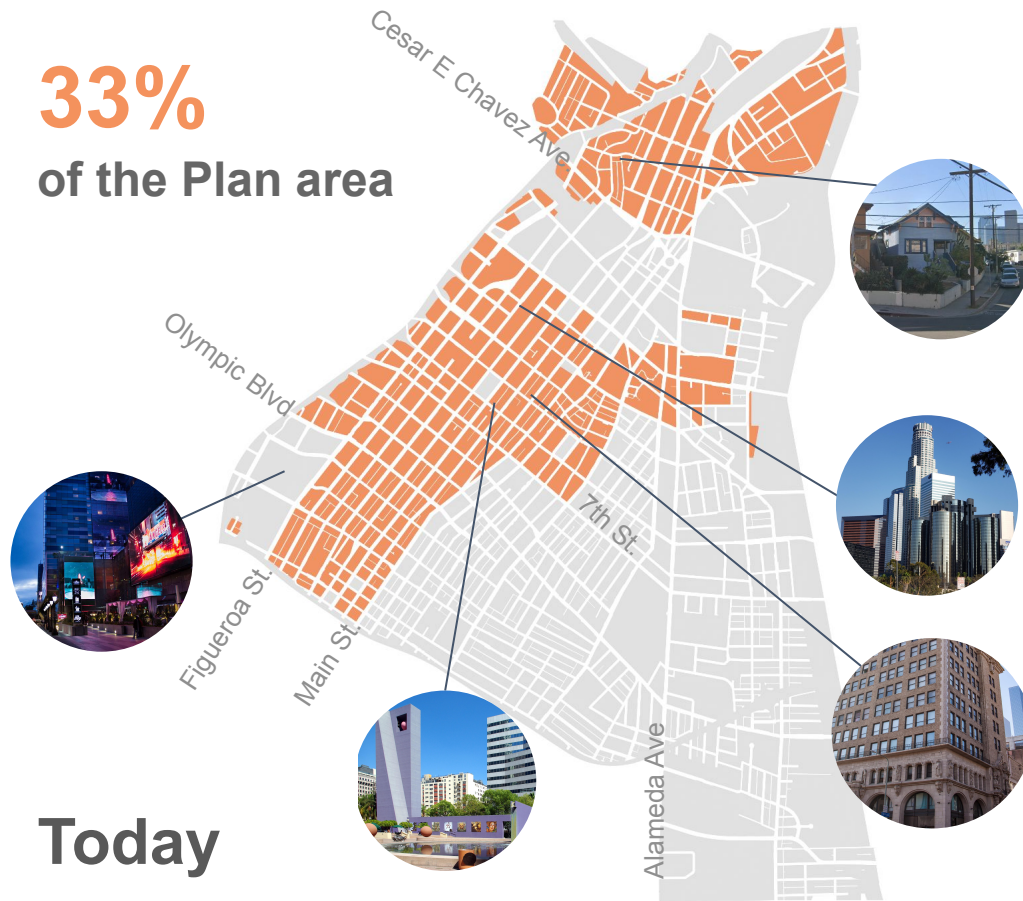 33%
of the Plan area
Cesar E Chavez Ave
Olympic Blvd
7th St.
Figueroa St.
Main St.
Alameda Ave
Today